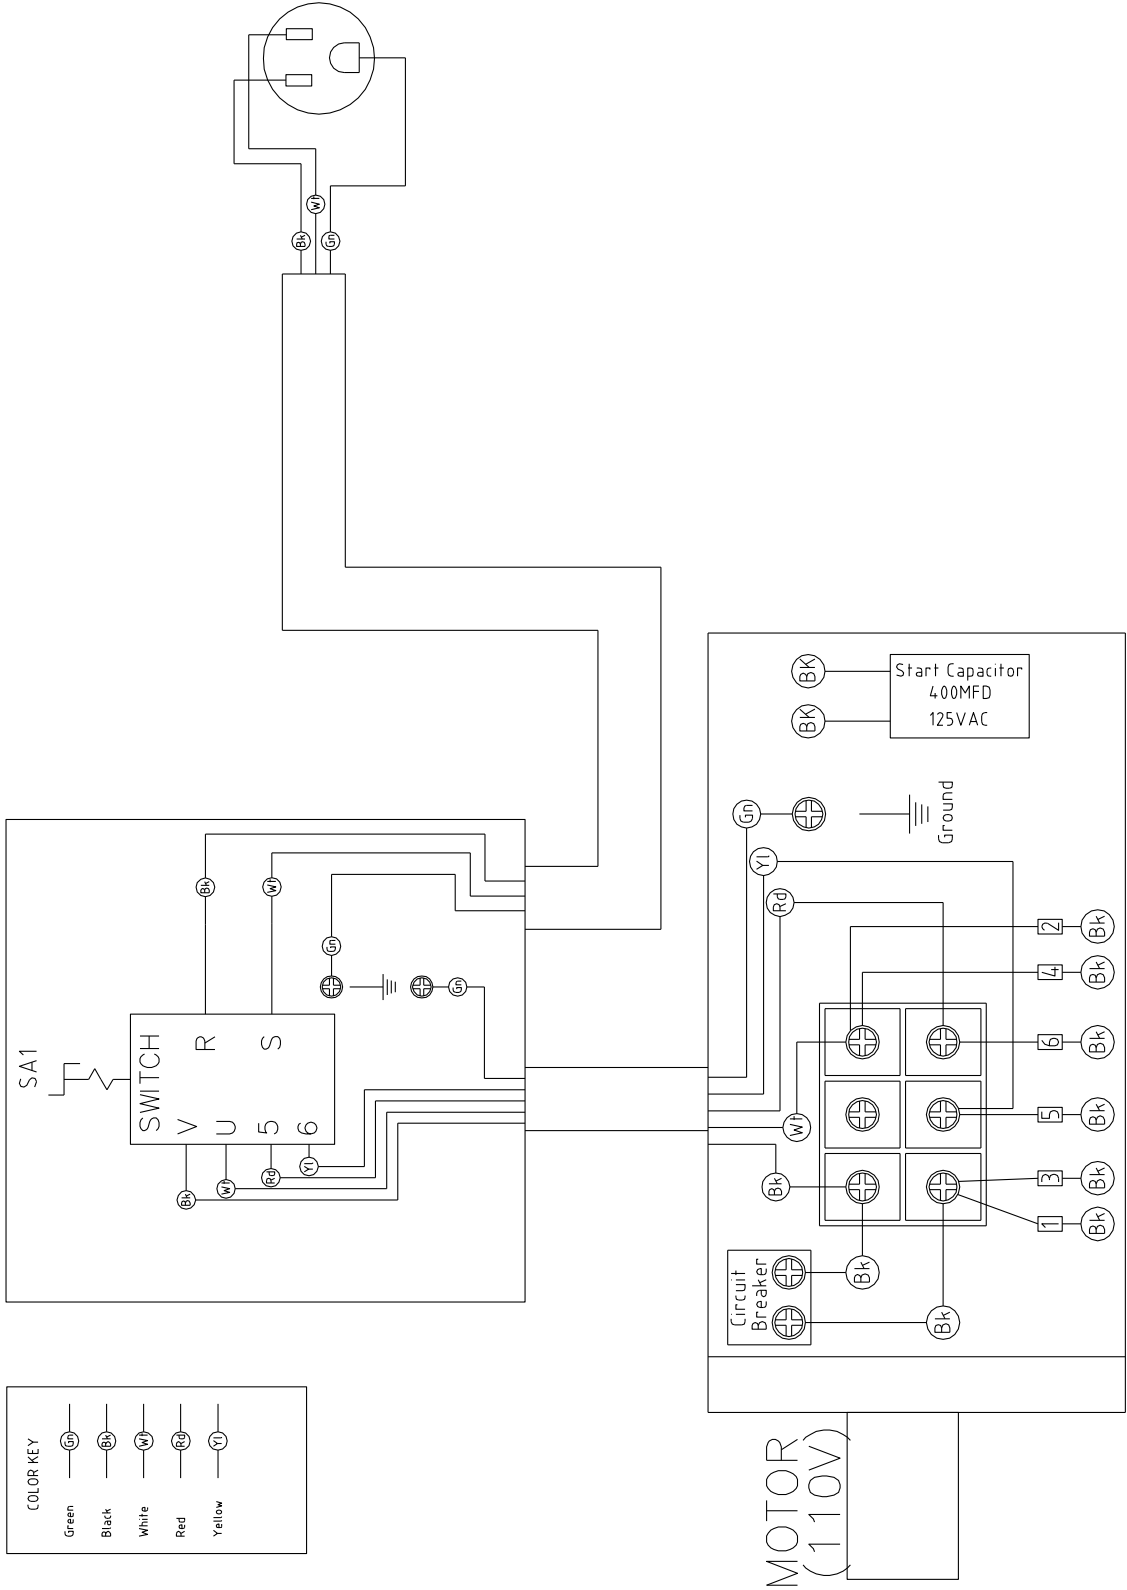 Bk
Wt
Gn
Start Capacitor
400MFD
125VAC
BK
BK
Gn
Ground
Yl
Rd
2
Bk
4
Bk
6
Bk
5
Bk
3
Bk
1
Bk
Wt
Bk
Bk
Bk
Circuit
Breaker
MOTOR
(110V)
SA1
SWITCH
R
S
V
U
5
6
Bk
Wt
Gn
Gn
Bk
Wt
Rd
Yl
COLOR KEY
Green Gn
Black Bk
White Wt
Red Rd
Yellow Yl